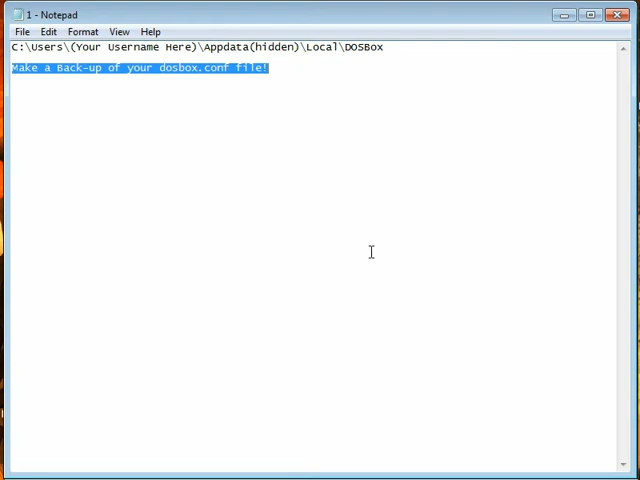 1 - Notepad
File Edit Format View Help
C:\Users\(Your Username Here)\Appdata(hidden)\Local\DOSBox
Make a Back-up of your dosbox.conf file!